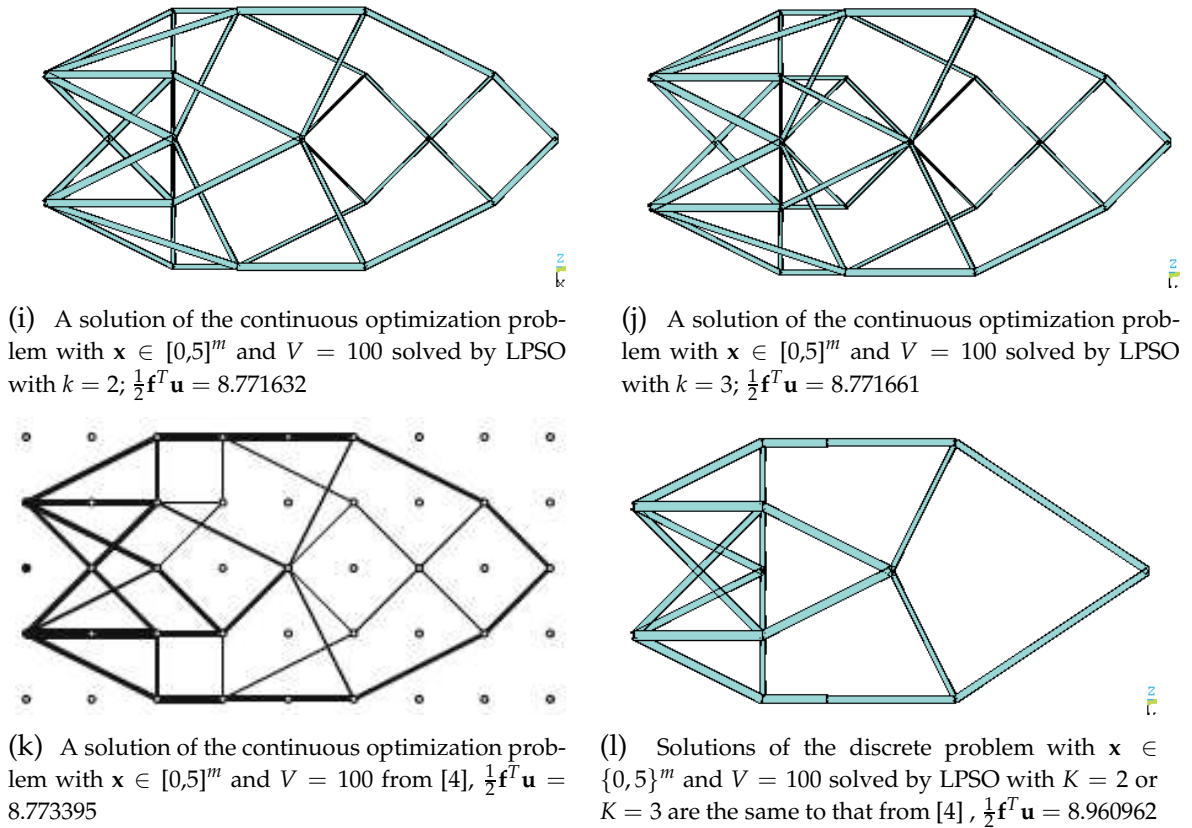 z
z
(i) A solution of the continuous optimization prob-
lem with x ∈ [0,5]^m and V = 100 solved by LPSO
with k = 2; ½f^T u = 8.771632
(j) A solution of the continuous optimization prob-
lem with x ∈ [0,5]^m and V = 100 solved by LPSO
with k = 3; ½f^T u = 8.771661
z
(k) A solution of the continuous optimization prob-
lem with x ∈ [0,5]^m and V = 100 from [4], ½f^T u =
8.773395
(l) Solutions of the discrete problem with x ∈
{0, 5}^m and V = 100 solved by LPSO with K = 2 or
K = 3 are the same to that from [4] , ½f^T u = 8.960962